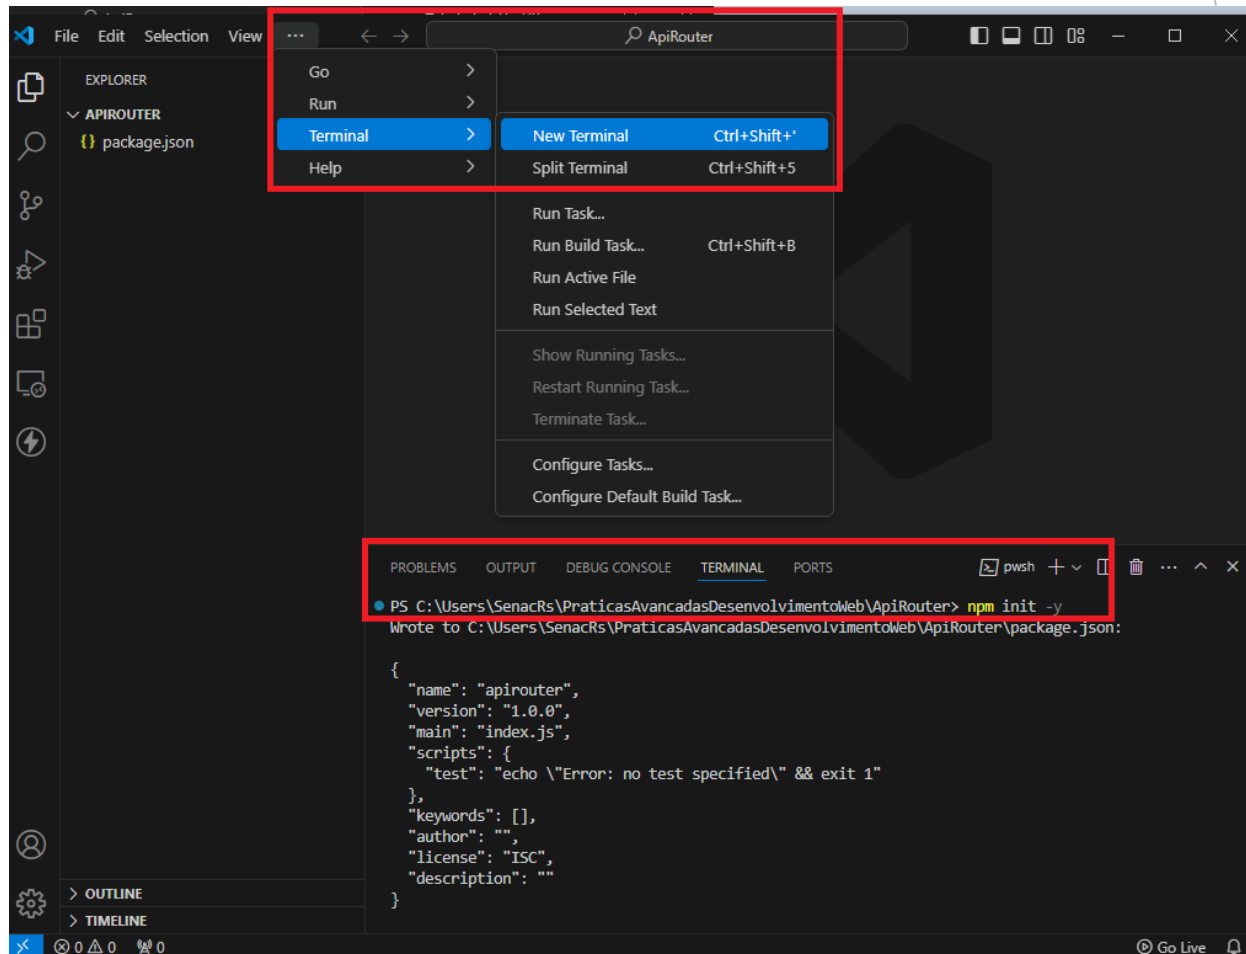 File Edit Selection View ... ApiRouter
EXPLORER
APIROUTER
{} package.json
Go
Run
Terminal
Help
New Terminal Ctrl+Shift+'
Split Terminal Ctrl+Shift+5
Run Task...
Run Build Task... Ctrl+Shift+B
Run Active File
Run Selected Text
Show Running Tasks...
Restart Running Task...
Terminate Task...
Configure Tasks...
Configure Default Build Task...
PROBLEMS OUTPUT DEBUG CONSOLE TERMINAL PORTS pwsh
PS C:\Users\SenacRs\PraticasAvancadasDesenvolvimentoWeb\ApiRouter> npm init -y
Wrote to C:\Users\SenacRs\PraticasAvancadasDesenvolvimentoWeb\ApiRouter\package.json:
{
"name": "apirouter",
"version": "1.0.0",
"main": "index.js",
"scripts": {
"test": "echo \"Error: no test specified\" && exit 1"
},
"keywords": [],
"author": "",
"license": "ISC",
"description": ""
}
OUTLINE
TIMELINE
0 0 0 Go Live